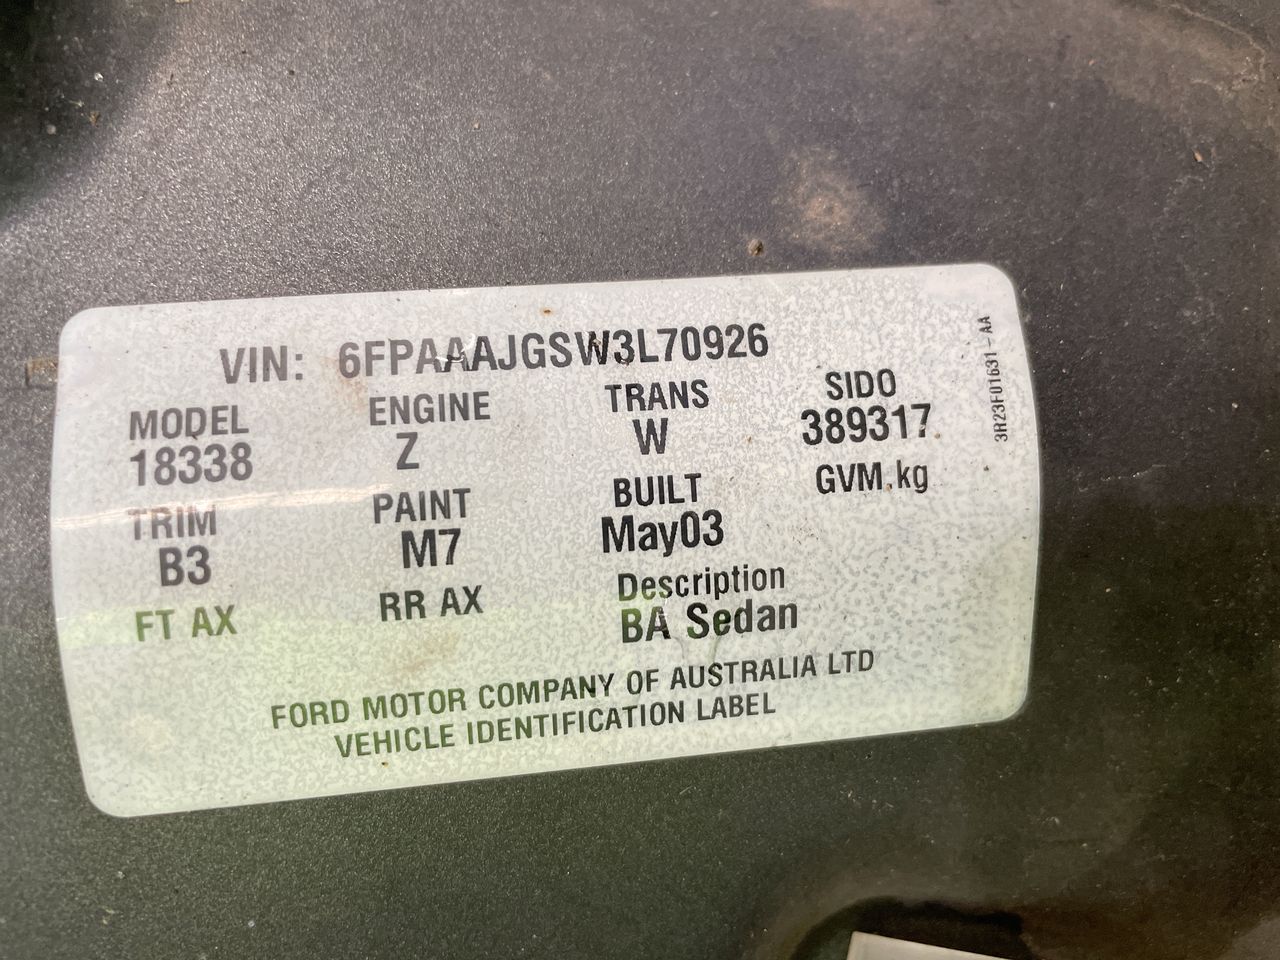 VIN: 6FPAAAJGSW3L70926
MODEL ENGINE TRANS SIDO
18338 Z W 389317
TRIM PAINT BUILT GVM.kg
B3 M7 May03
FT AX RR AX Description
BA Sedan
FORD MOTOR COMPANY OF AUSTRALIA LTD
VEHICLE IDENTIFICATION LABEL
3R23F01631-AA